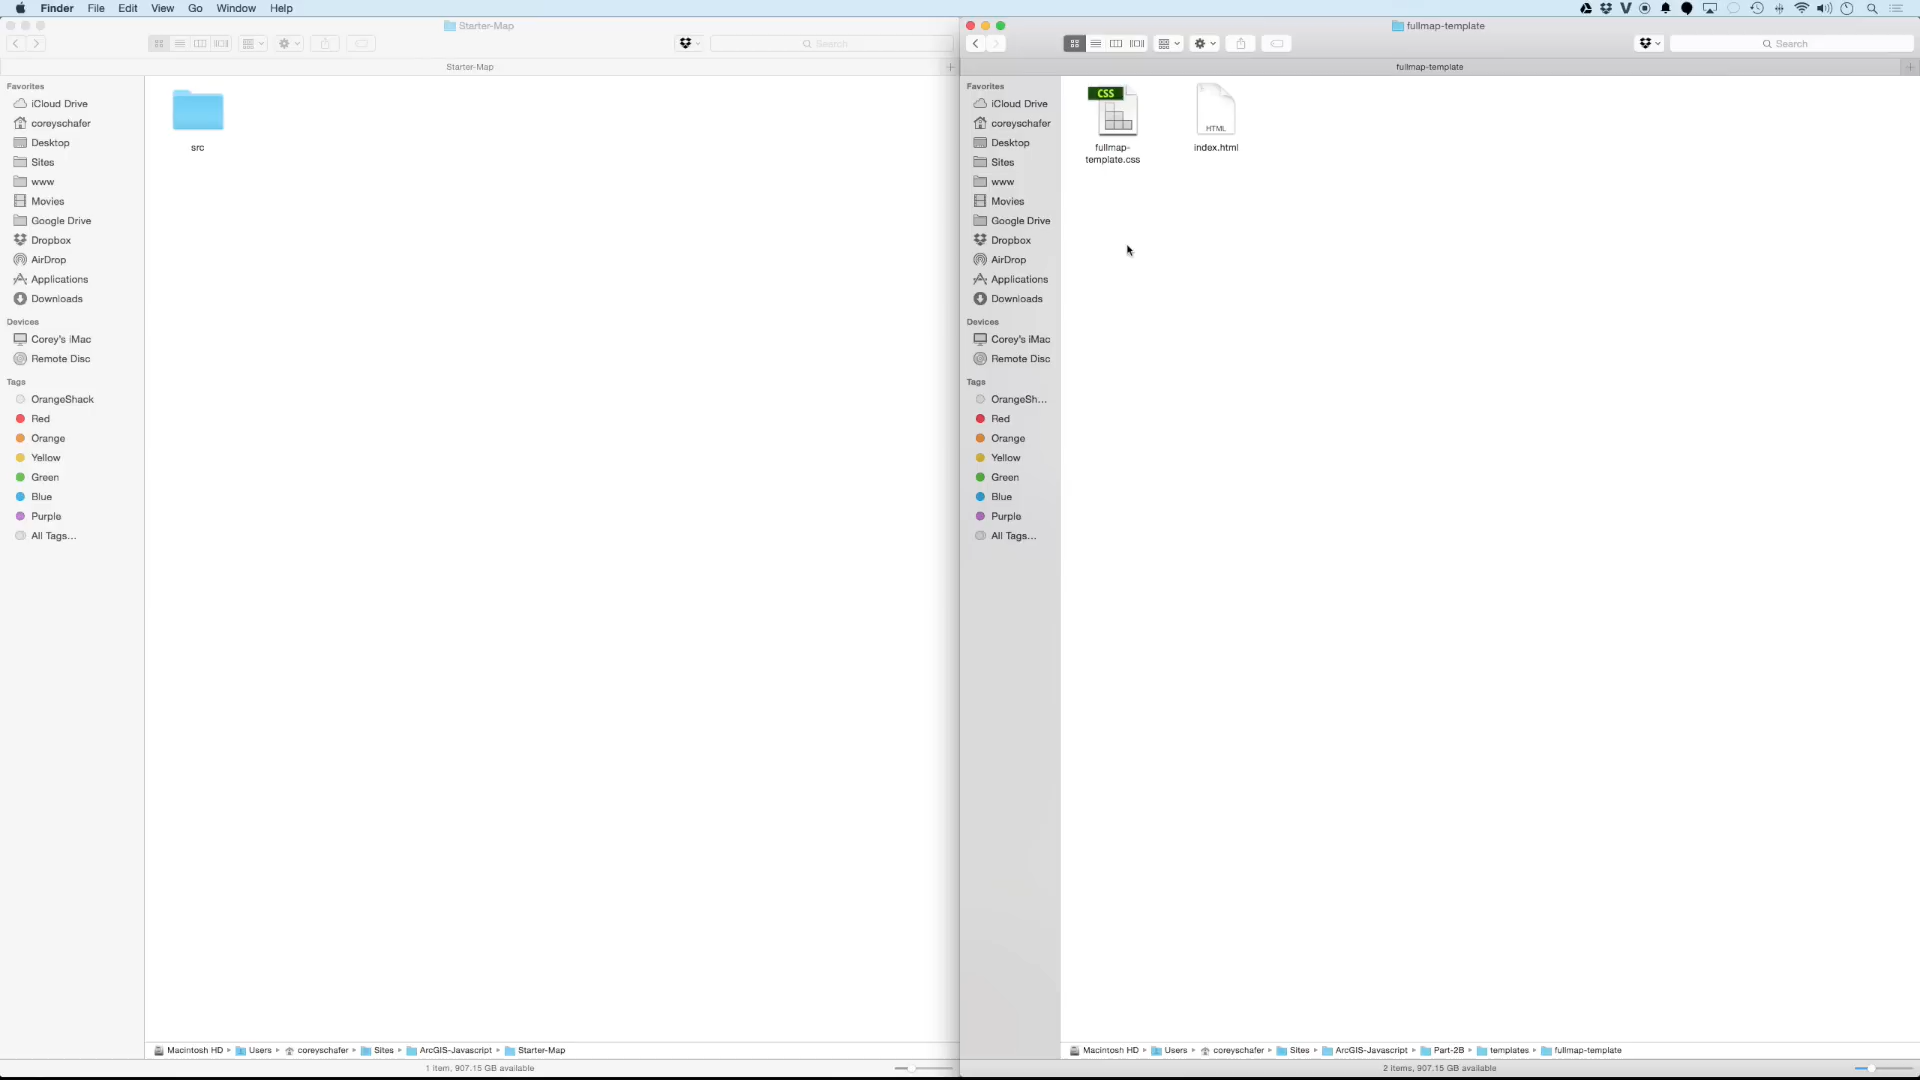 Finder File Edit View Go Window Help
Starter-Map
Search
Starter-Map
Favorites
iCloud Drive
coreyschafer
Desktop
Sites
www
Movies
Google Drive
Dropbox
AirDrop
Applications
Downloads
Devices
Corey's iMac
Remote Disc
Tags
OrangeShack
Red
Orange
Yellow
Green
Blue
Purple
All Tags...
src
Macintosh HD Users coreyschafer Sites ArcGIS-Javascript Starter-Map
1 item, 907.15 GB available
fullmap-template
Search
fullmap-template
Favorites
iCloud Drive
coreyschafer
Desktop
Sites
www
Movies
Google Drive
Dropbox
AirDrop
Applications
Downloads
Devices
Corey's iMac
Remote Disc
Tags
OrangeSh...
Red
Orange
Yellow
Green
Blue
Purple
All Tags...
CSS
fullmap-
template.css
HTML
index.html
Macintosh HD Users coreyschafer Sites ArcGIS-Javascript Part-2B templates fullmap-template
2 items, 907.15 GB available